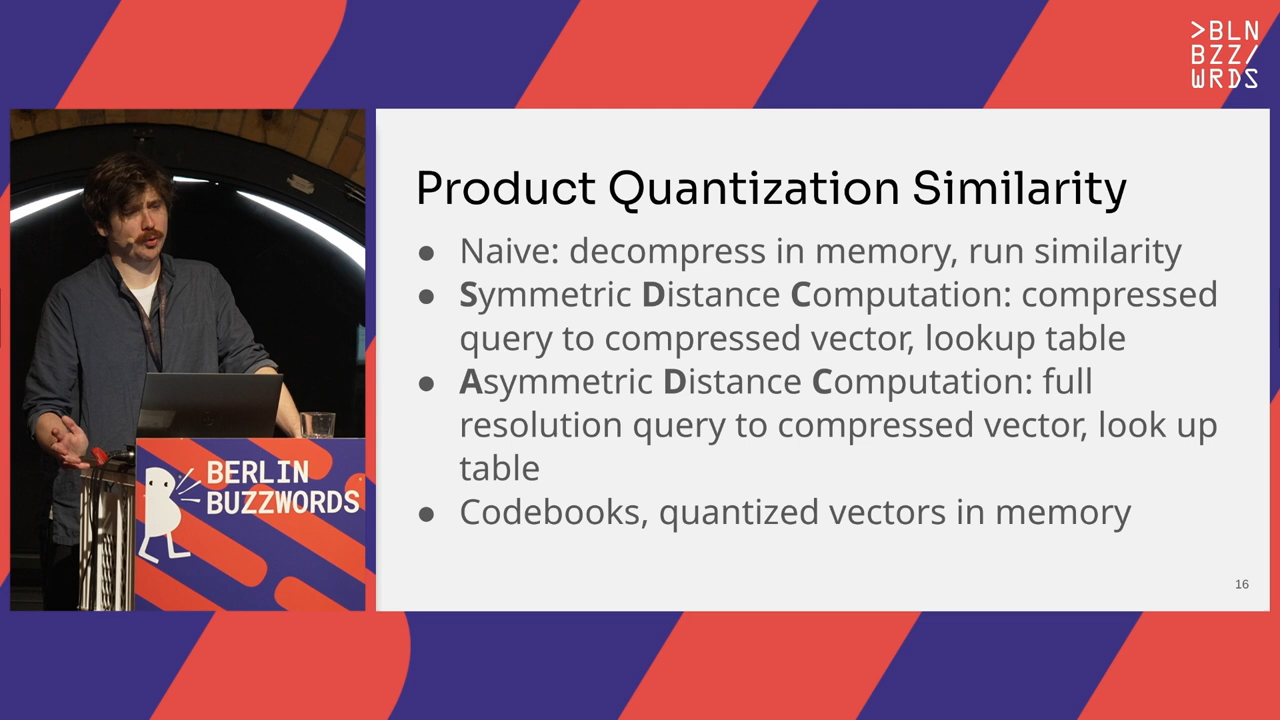 >BLN
BZZ/
WRDS
Product Quantization Similarity
● Naive: decompress in memory, run similarity
● Symmetric Distance Computation: compressed
query to compressed vector, lookup table
● Asymmetric Distance Computation: full
resolution query to compressed vector, look up
table
● Codebooks, quantized vectors in memory
16
BERLIN
BUZZWORDS